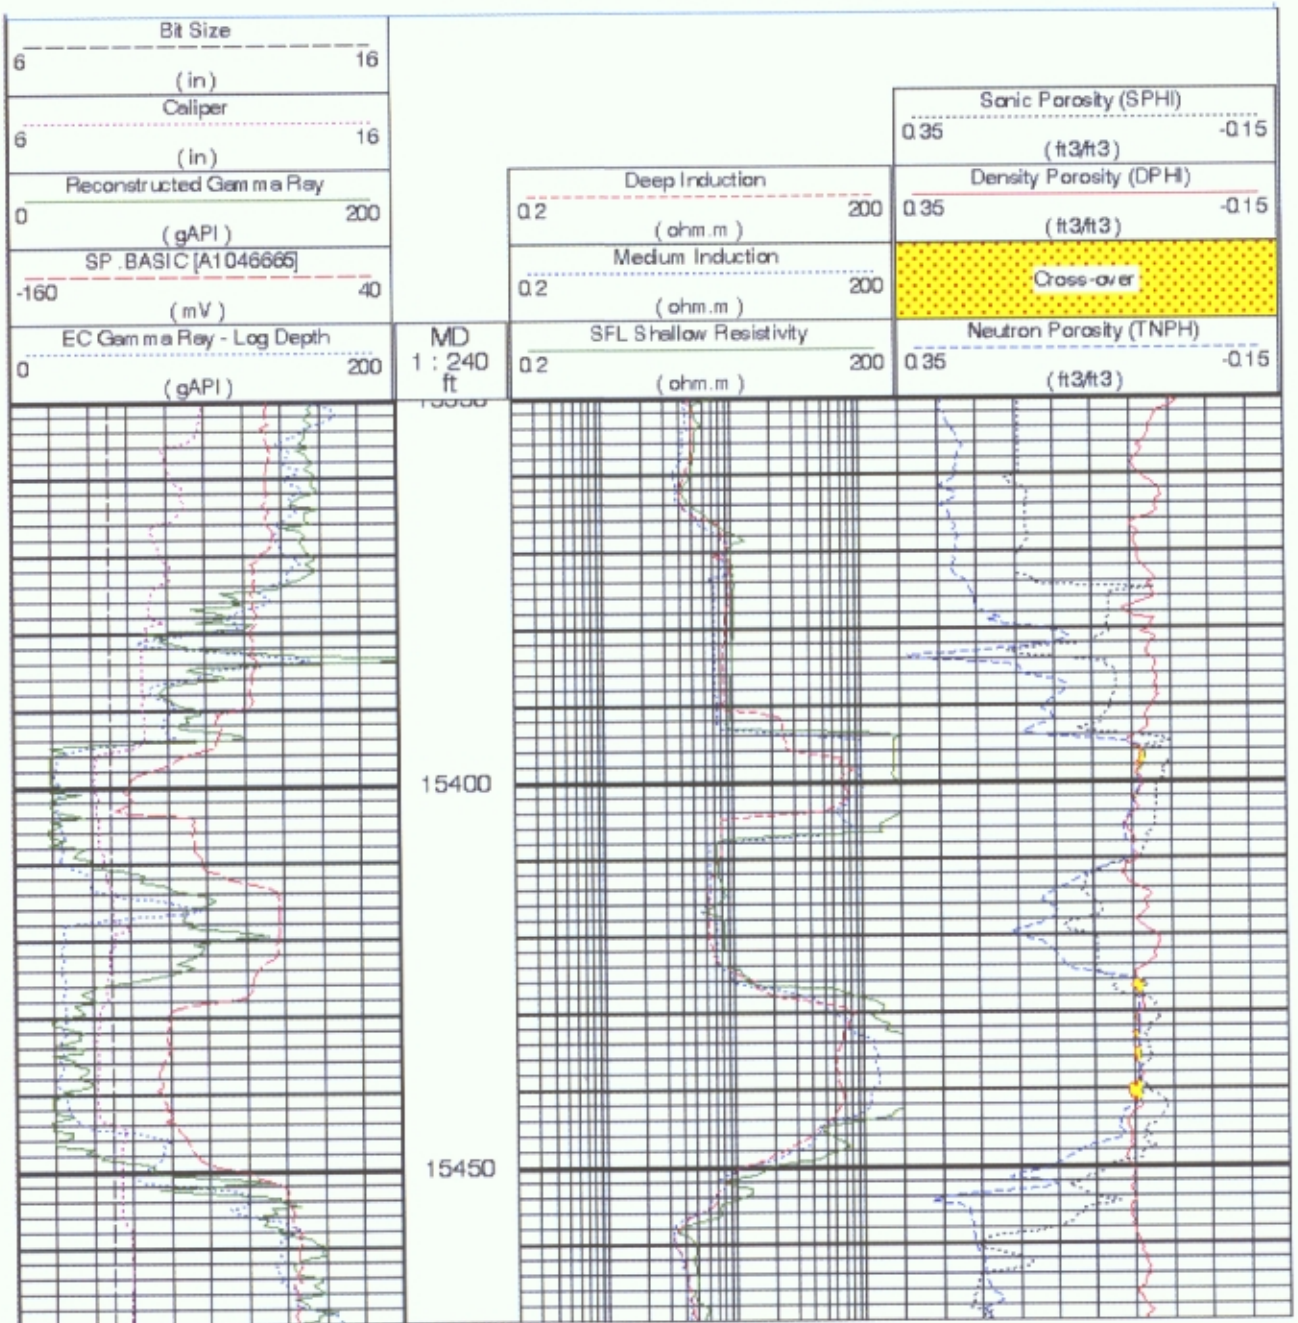 Bit Size
6 16
(in)
Caliper
6 16
(in)
Reconstructed Gamma Ray
0 200
(gAPI)
SP .BASIC [A1046665]
-160 40
(mV)
EC Gamma Ray - Log Depth
0 200
(gAPI)
MD
1 : 240
ft
Deep Induction
0.2 200
(ohm.m)
Medium Induction
0.2 200
(ohm.m)
SFL Shallow Resistivity
0.2 200
(ohm.m)
Sonic Porosity (SPHI)
0.35 -0.15
(ft3/ft3)
Density Porosity (DPHI)
0.35 -0.15
(ft3/ft3)
Cross-over
Neutron Porosity (TNPH)
0.35 -0.15
(ft3/ft3)
15400
15450